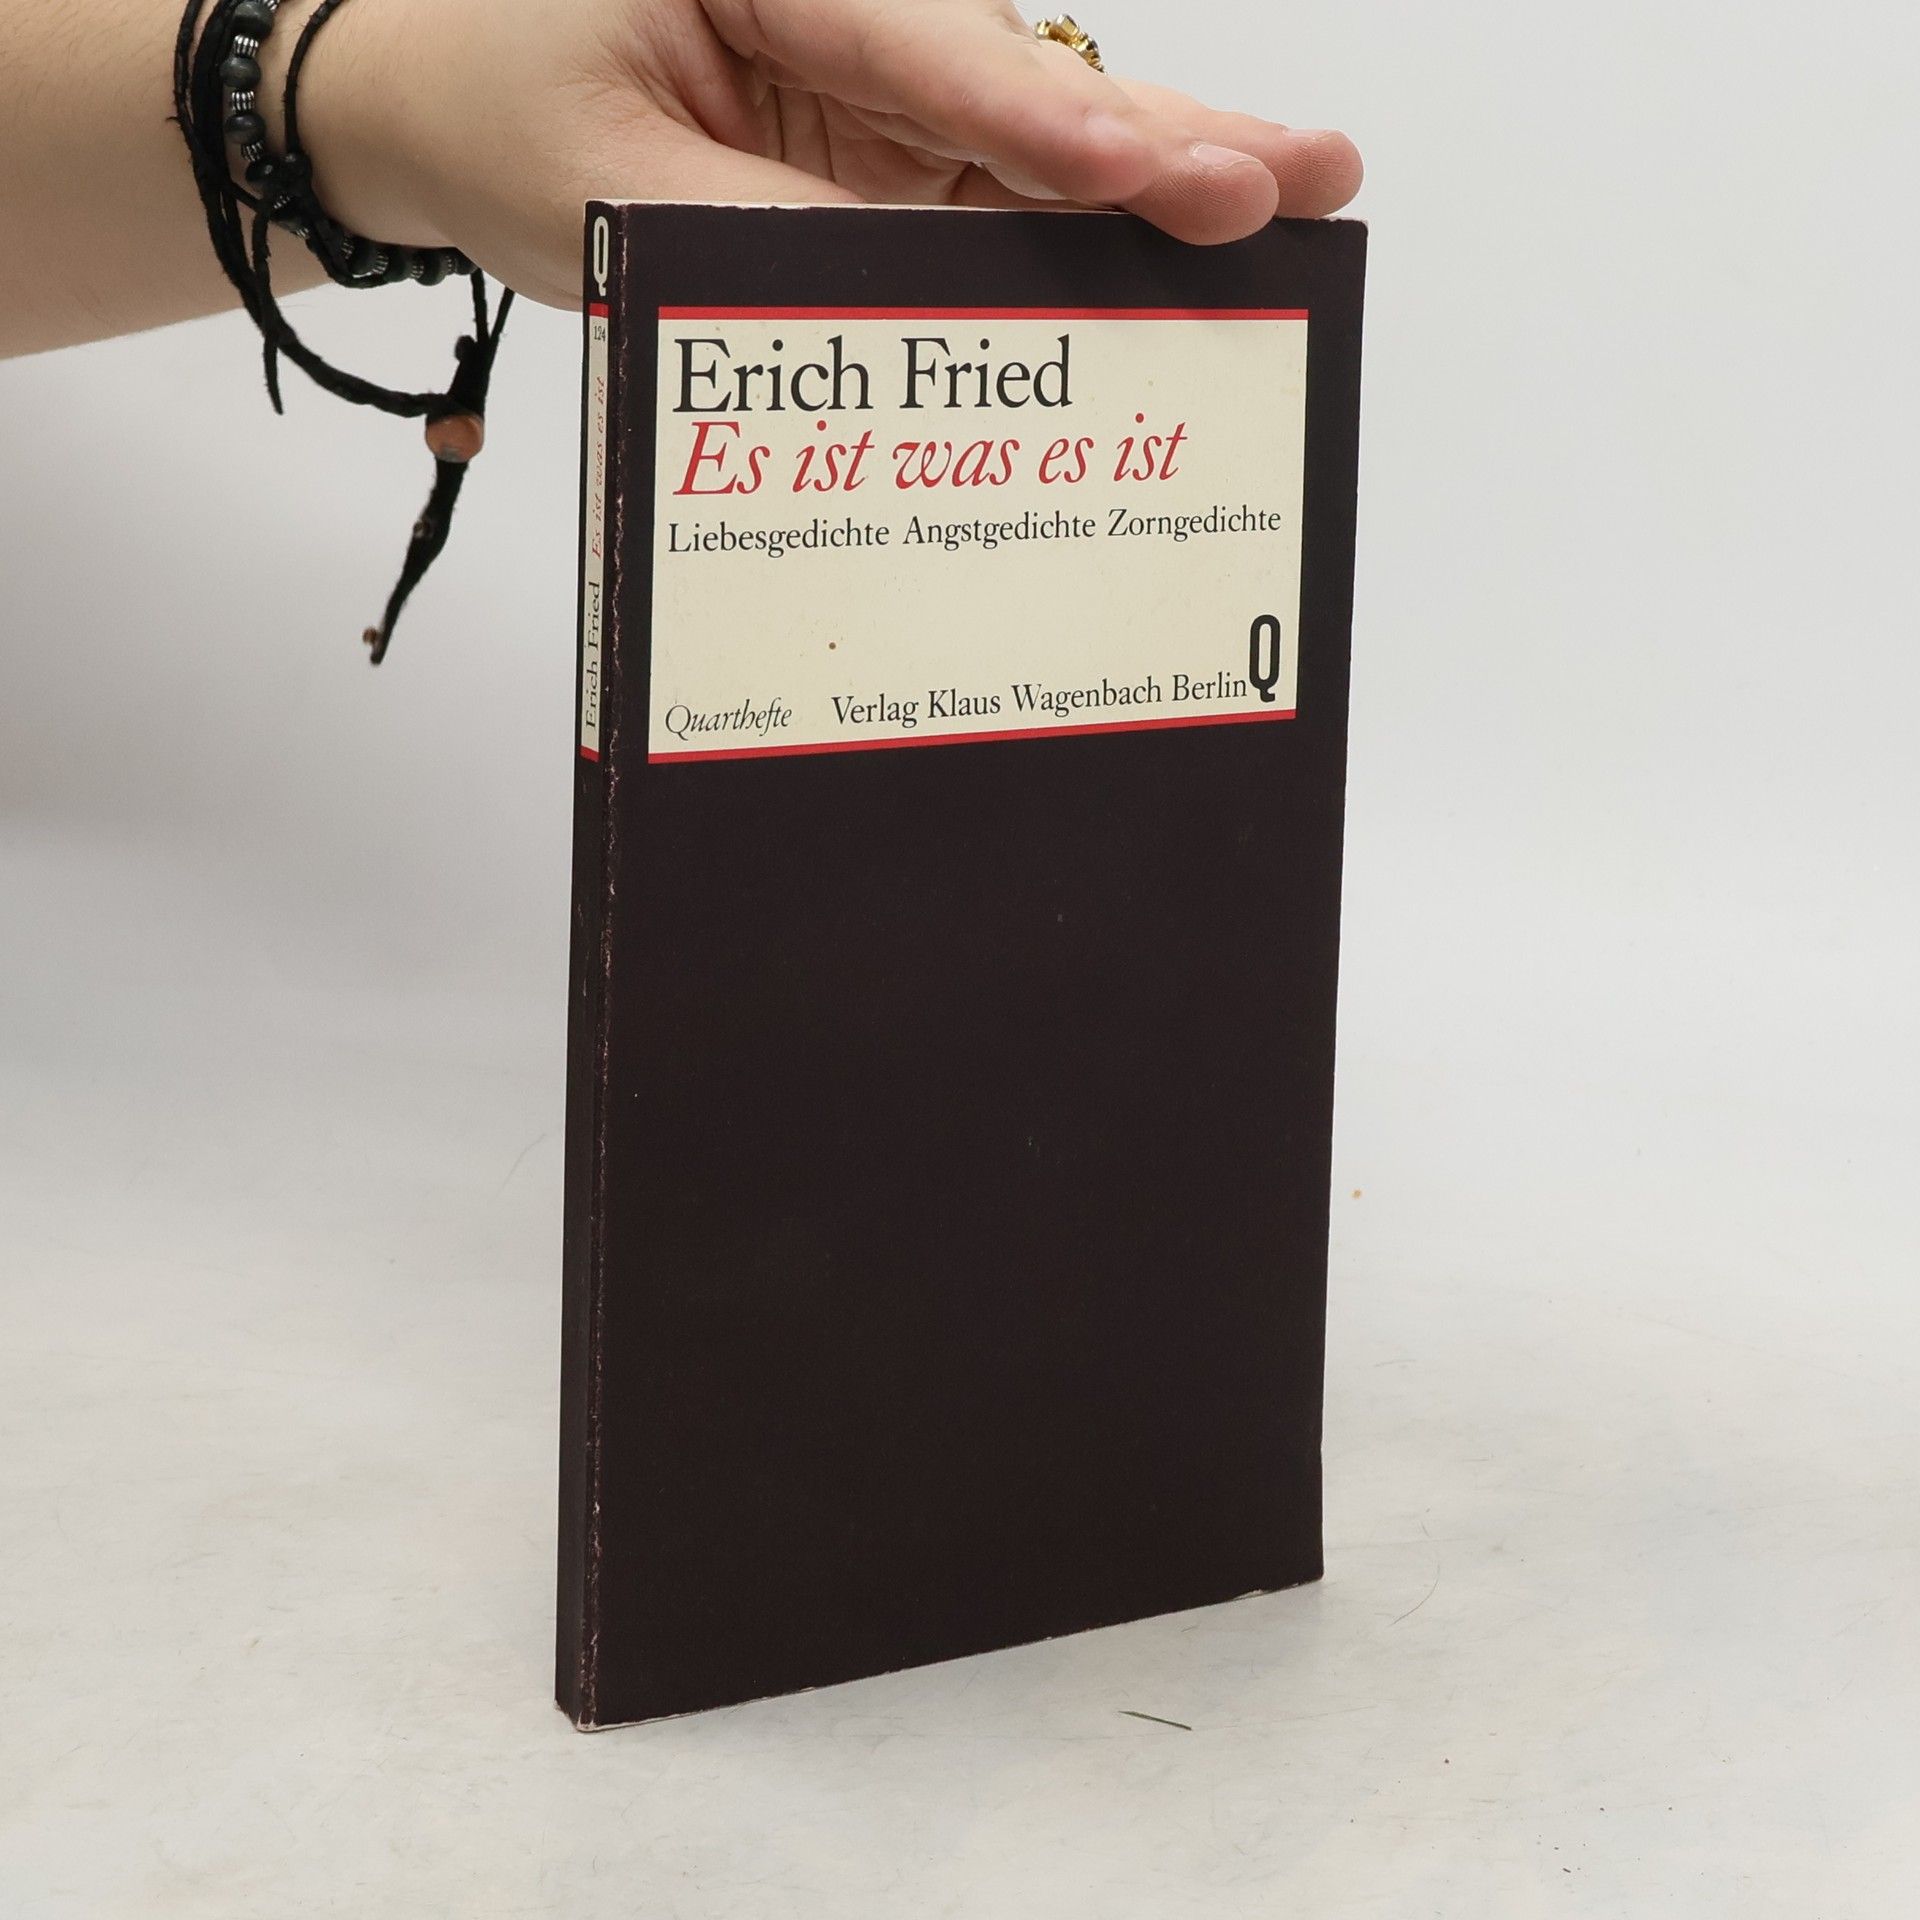 Erich Fried
Es ist was es ist
Liebesgedichte Angstgedichte Zorngedichte
Quarthefte Verlag Klaus Wagenbach Berlin Q
Q
124
Erich Fried Es ist was es ist